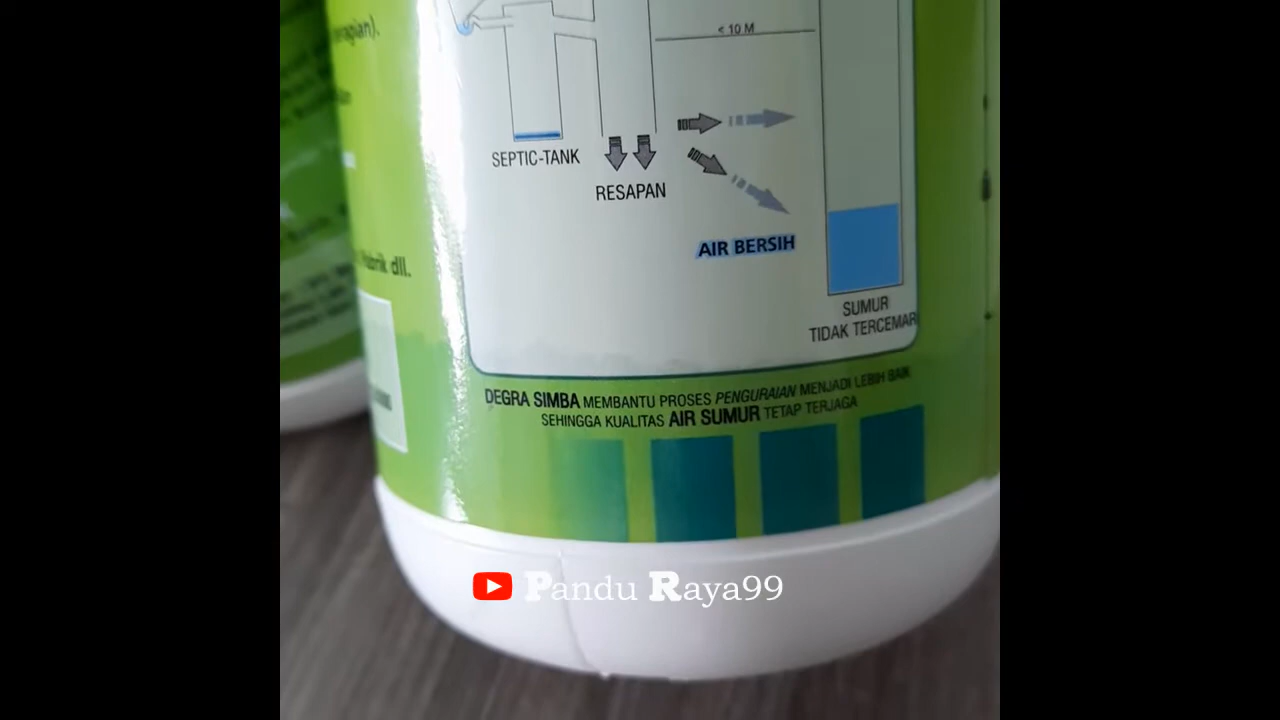 < 10 M
SEPTIC-TANK
RESAPAN
AIR BERSIH
SUMUR
TIDAK TERCEMAR
dll.
DEGRA SIMBA MEMBANTU PROSES PENGURAIAN MENJADI LEBIH BAIK
SEHINGGA KUALITAS AIR SUMUR TETAP TERJAGA
Pandu Raya99